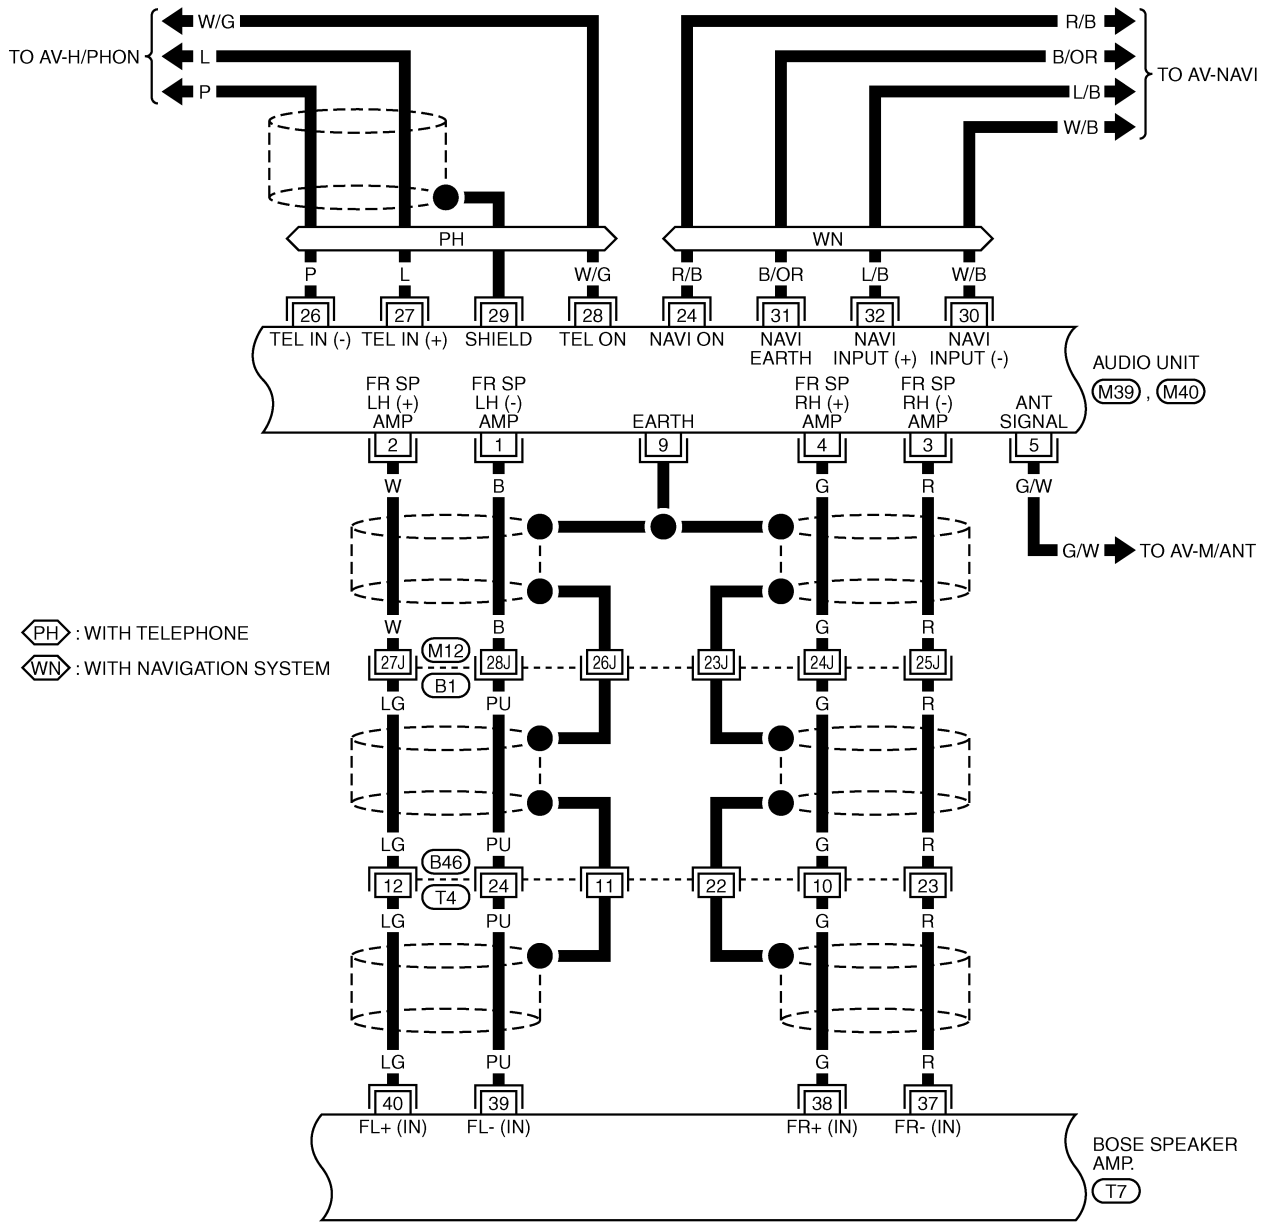 W/G
R/B
TO AV-H/PHON
L
B/OR
TO AV-NAVI
P
L/B
W/B
PH
WN
P
L
W/G
R/B
B/OR
L/B
W/B
26
27
29
28
24
31
32
30
TEL IN (-)
TEL IN (+)
SHIELD
TEL ON
NAVI ON
NAVI
EARTH
NAVI
INPUT (+)
NAVI
INPUT (-)
AUDIO UNIT
M39 , M40
FR SP
LH (+)
AMP
FR SP
LH (-)
AMP
EARTH
FR SP
RH (+)
AMP
FR SP
RH (-)
AMP
ANT
SIGNAL
2
1
9
4
3
5
W
B
G
R
G/W
G/W
TO AV-M/ANT
PH : WITH TELEPHONE
WN : WITH NAVIGATION SYSTEM
W
B
G
R
27J
M12
28J
26J
23J
24J
25J
B1
LG
PU
G
R
LG
PU
G
R
12
B46
24
11
22
10
23
T4
LG
PU
G
R
LG
PU
G
R
40
39
38
37
FL+ (IN)
FL- (IN)
FR+ (IN)
FR- (IN)
BOSE SPEAKER
AMP.
T7